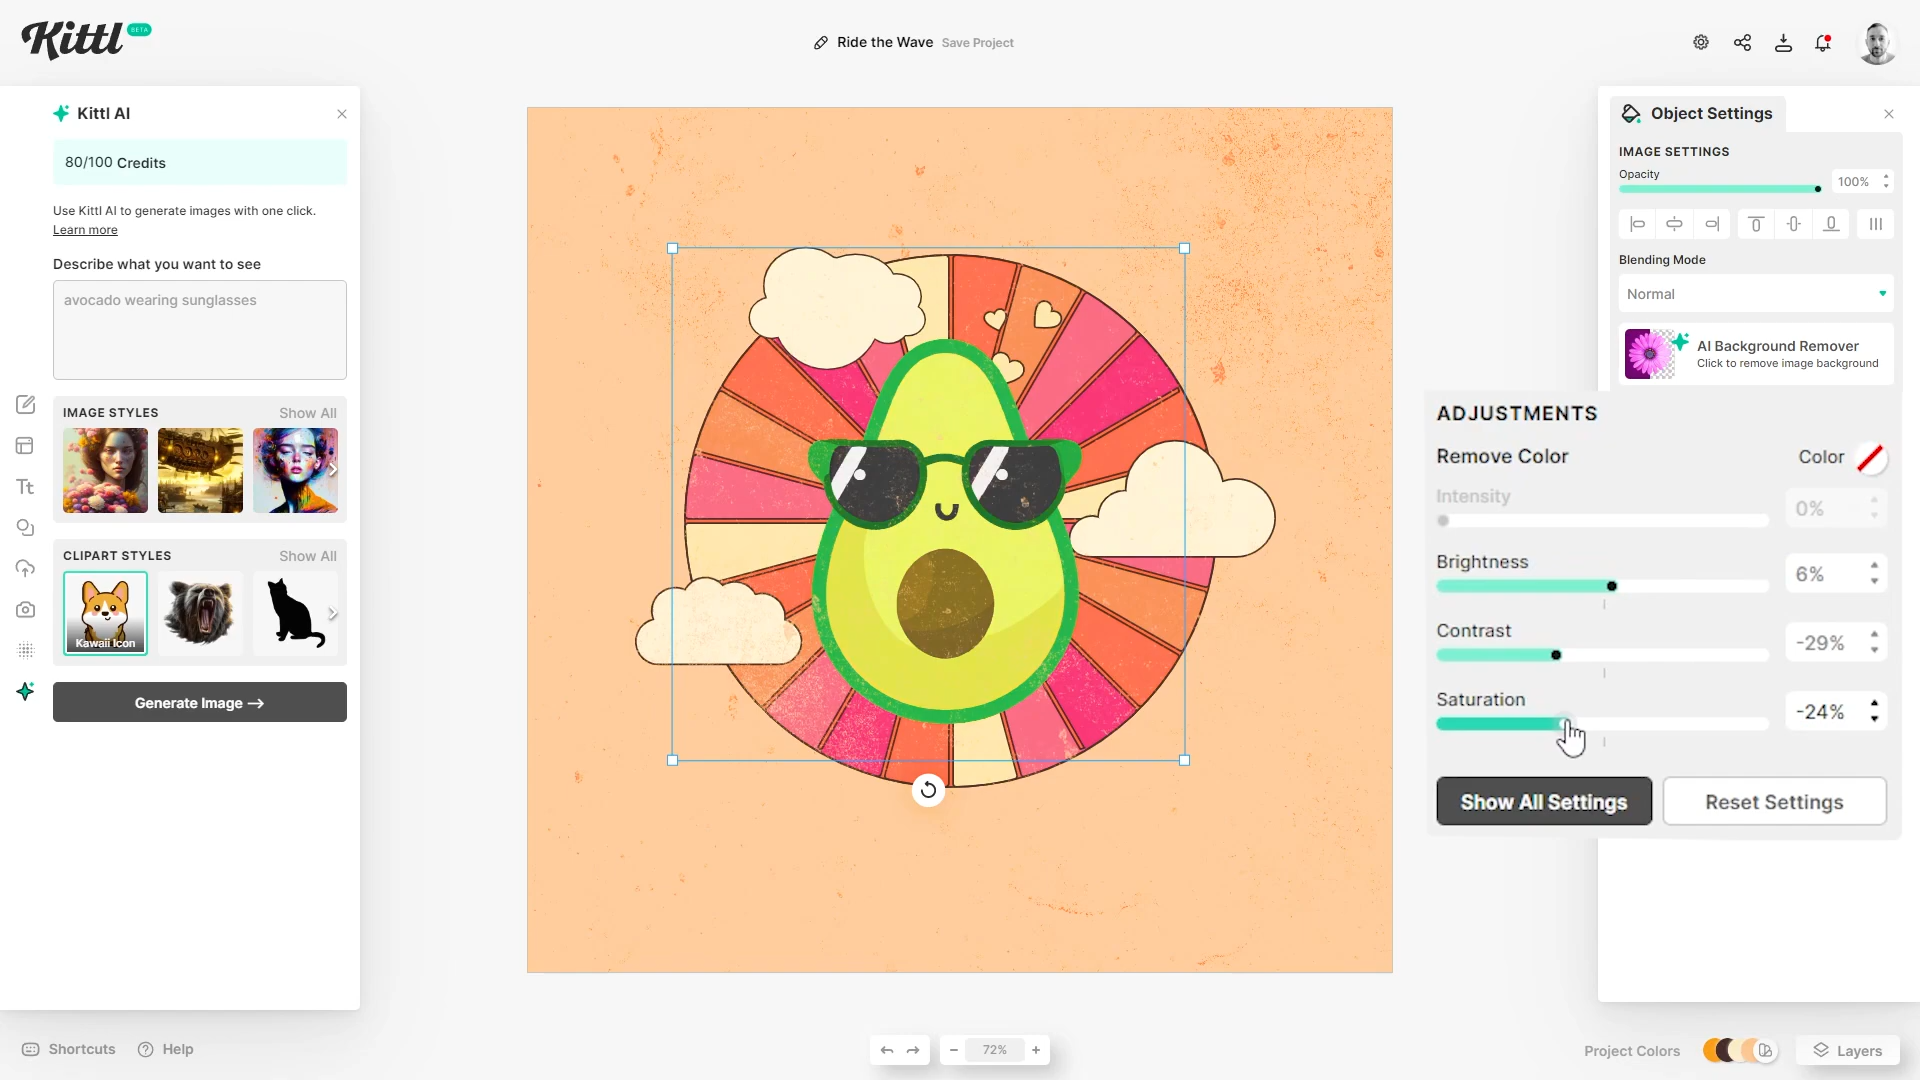 Kittl BETA
Ride the Wave Save Project
Kittl AI
80/100 Credits
Use Kittl AI to generate images with one click.
Learn more
Describe what you want to see
avocado wearing sunglasses
IMAGE STYLES Show All
CLIPART STYLES Show All
Kawaii Icon
Generate Image
Tt
Object Settings
IMAGE SETTINGS
Opacity
100%
Blending Mode
Normal
AI Background Remover
Click to remove image background
ADJUSTMENTS
Remove Color Color
Intensity
0%
Brightness
6%
Contrast
-29%
Saturation
-24%
Show All Settings Reset Settings
Shortcuts Help
72%
Project Colors Layers